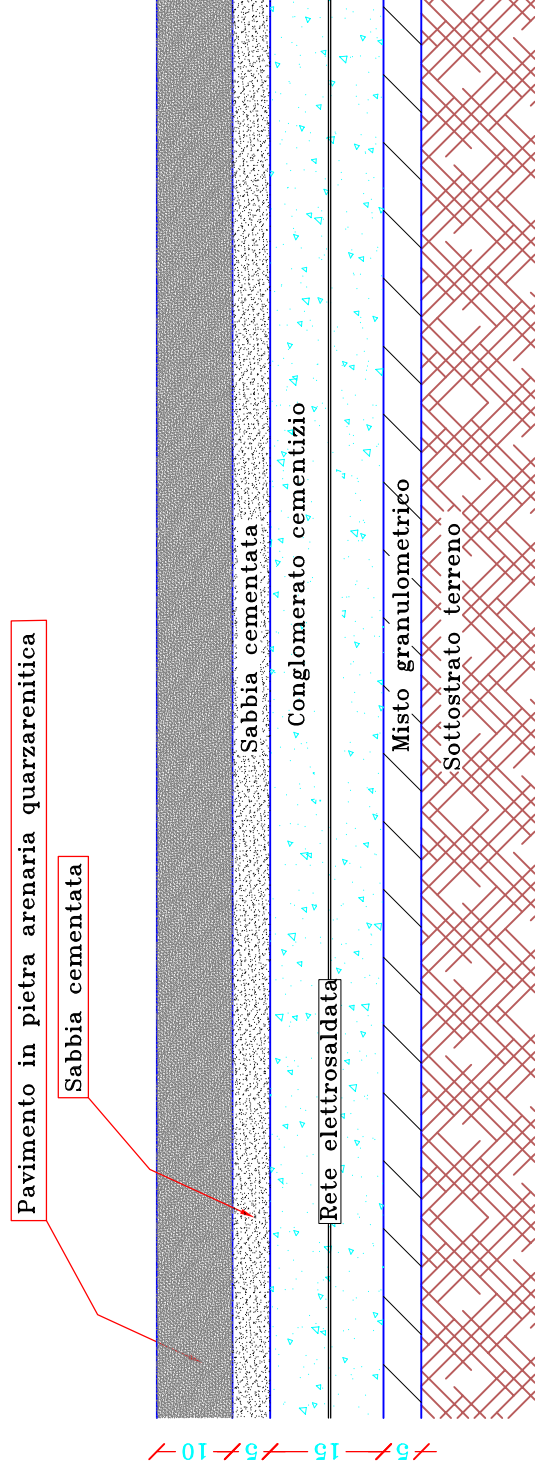 Pavimento in pietra arenaria quarzarenitica
Sabbia cementata
Sabbia cementata
Conglomerato cementizio
Rete elettrosaldata
Misto granulometrico
Sottostrato terreno
10
5
15
5